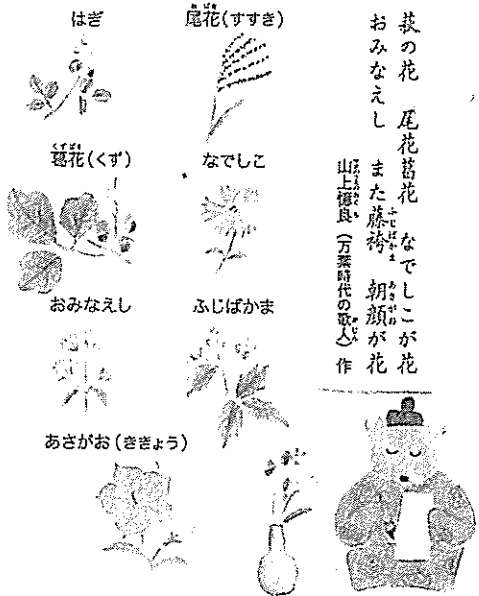 萩の花 尾花葛花 なでしこが花
おみなえし また藤袴 朝顔が花
山上憶良(万葉時代の歌人)作
はぎ
尾花(すすき)
葛花(くず)
なでしこ
おみなえし
ふじばかま
あさがお(ききょう)